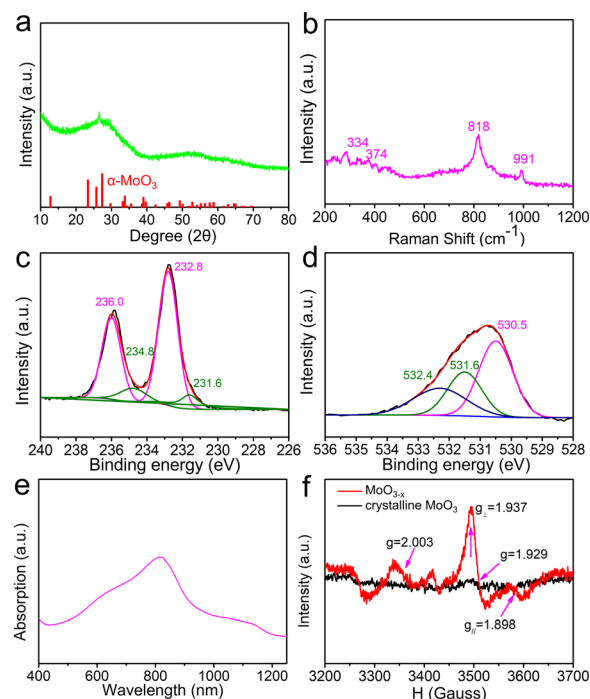 a
Intensity (a.u.)
α-MoO₃
10 20 30 40 50 60 70 80
Degree (2θ)
b
Intensity (a.u.)
334
374
818
991
200 400 600 800 1000 1200
Raman Shift (cm⁻¹)
c
Intensity (a.u.)
232.8
236.0
234.8
231.6
240 238 236 234 232 230 228 226
Binding energy (eV)
d
Intensity (a.u.)
530.5
531.6
532.4
536 535 534 533 532 531 530 529 528
Binding energy (eV)
e
Absorption (a.u.)
400 600 800 1000 1200
Wavelength (nm)
f
Intensity (a.u.)
MoO₃₋ₓ
crystalline MoO₃
g⊥=1.937
g=2.003
g=1.929
g//=1.898
3200 3300 3400 3500 3600 3700
H (Gauss)